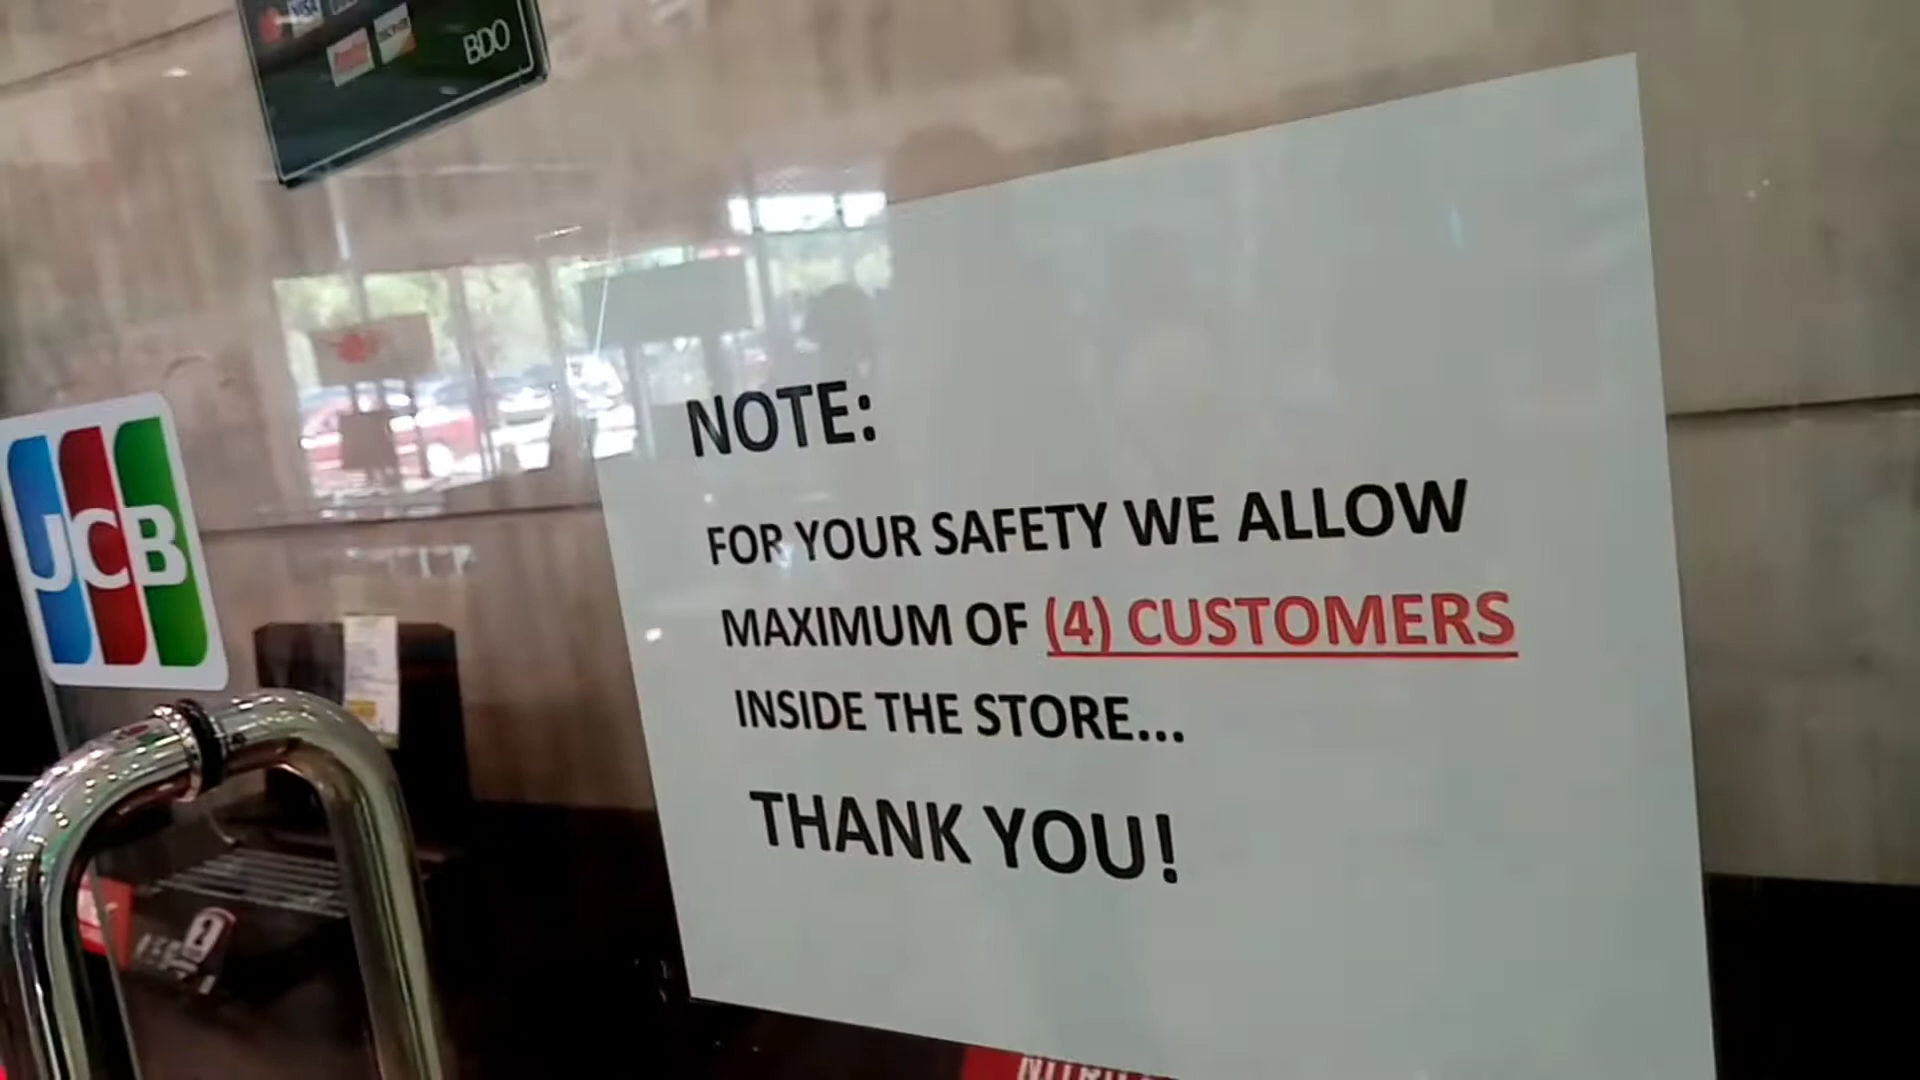 VISA
BDO
JCB
NOTE:
FOR YOUR SAFETY WE ALLOW
MAXIMUM OF (4) CUSTOMERS
INSIDE THE STORE...
THANK YOU!